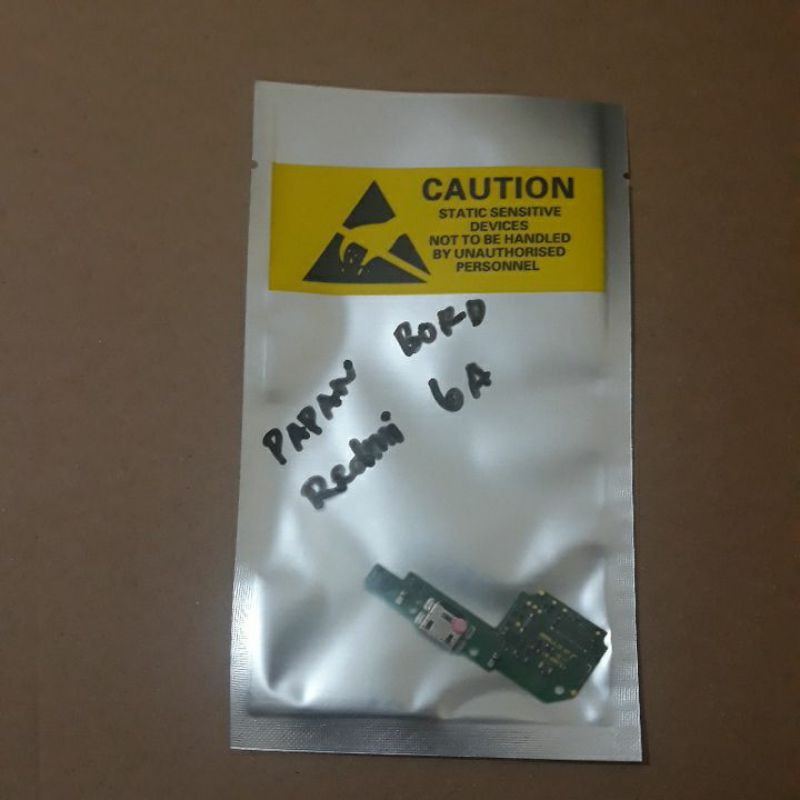 CAUTION
STATIC SENSITIVE
DEVICES
NOT TO BE HANDLED
BY UNAUTHORISED
PERSONNEL
PAPAN BORD
Redmi 6A